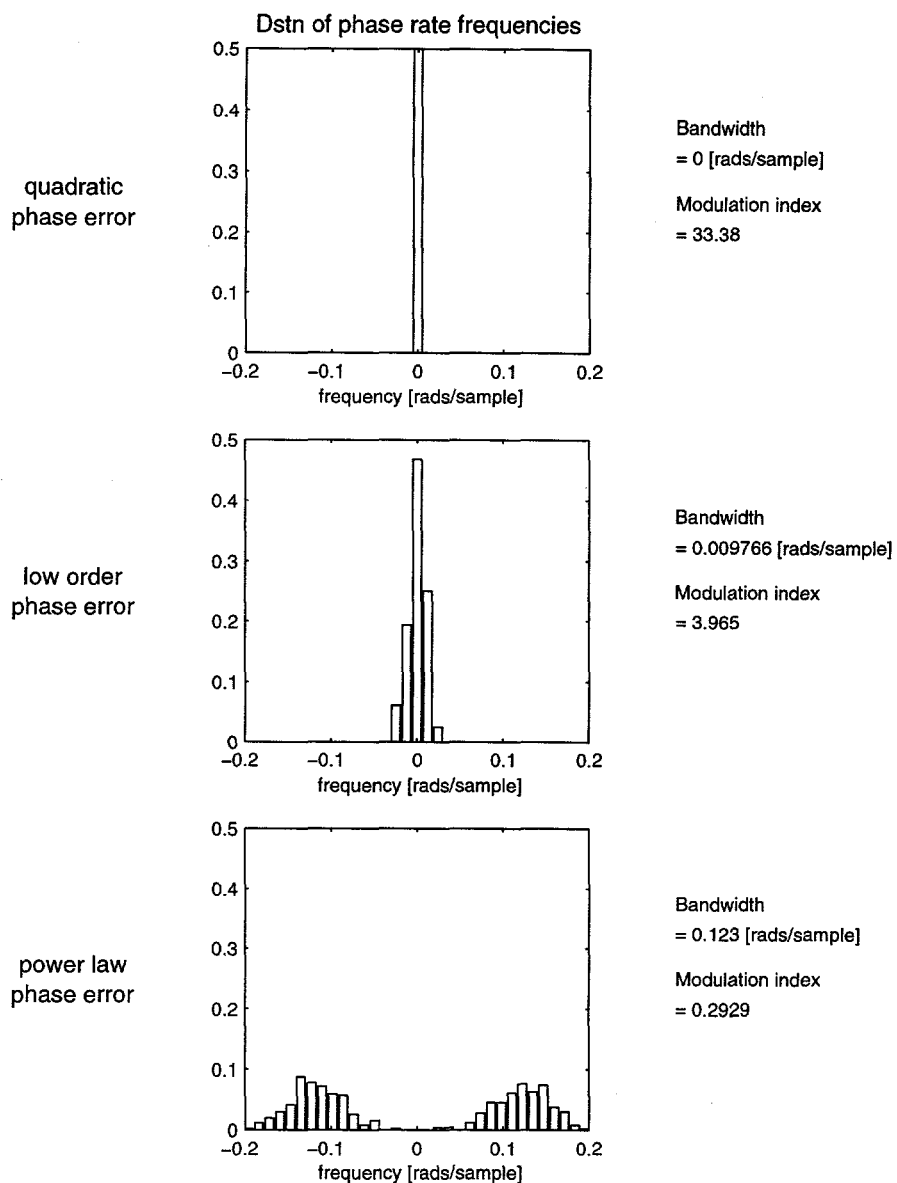 Dstn of phase rate frequencies
quadratic
phase error
0.5
0.4
0.3
0.2
0.1
0
−0.2
−0.1
0
0.1
0.2
frequency [rads/sample]
Bandwidth
= 0 [rads/sample]
Modulation index
= 33.38
low order
phase error
0.5
0.4
0.3
0.2
0.1
0
−0.2
−0.1
0
0.1
0.2
frequency [rads/sample]
Bandwidth
= 0.009766 [rads/sample]
Modulation index
= 3.965
power law
phase error
0.5
0.4
0.3
0.2
0.1
0
−0.2
−0.1
0
0.1
0.2
frequency [rads/sample]
Bandwidth
= 0.123 [rads/sample]
Modulation index
= 0.2929